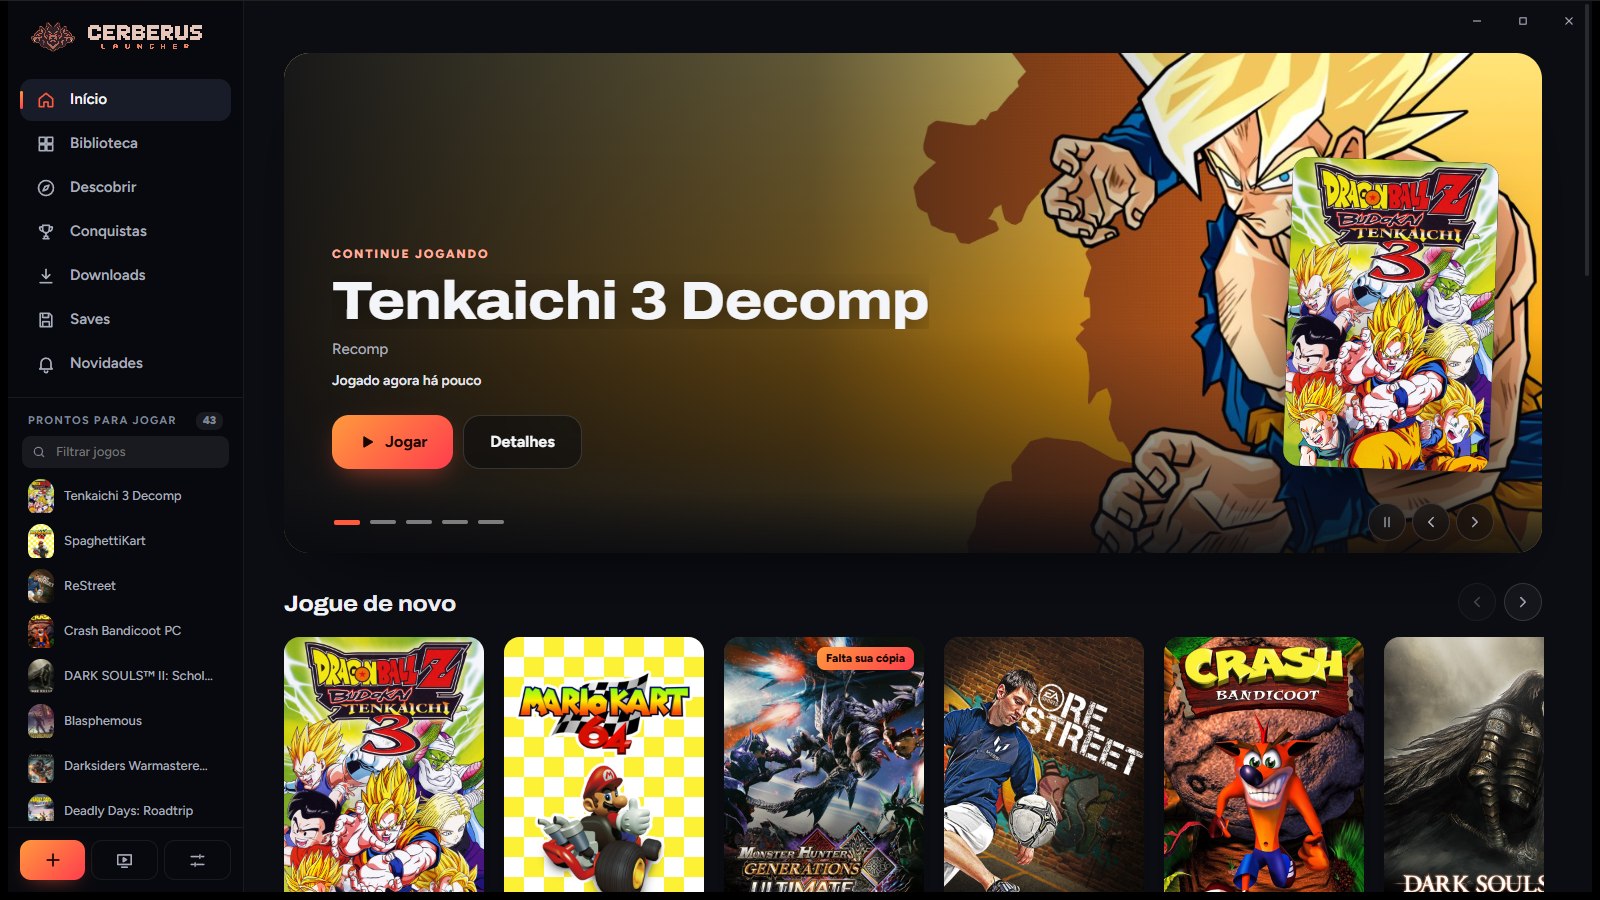 CERBERUS
LAUNCHER
Início
Biblioteca
Descobrir
Conquistas
Downloads
Saves
Novidades
PRONTOS PARA JOGAR 43
Filtrar jogos
Tenkaichi 3 Decomp
SpaghettiKart
ReStreet
Crash Bandicoot PC
DARK SOULS™ II: Schol...
Blasphemous
Darksiders Warmastere...
Deadly Days: Roadtrip
CONTINUE JOGANDO
Tenkaichi 3 Decomp
Recomp
Jogado agora há pouco
Jogar
Detalhes
DRAGON BALL Z
BUDOKAI
TENKAICHI
3
Jogue de novo
DRAGON BALL Z
BUDOKAI
TENKAICHI
3
MARIO KART
64
Falta sua cópia
MONSTER HUNTER
GENERATIONS
ULTIMATE
EA
RE
STREET
CRASH
BANDICOOT
DARK SOULS